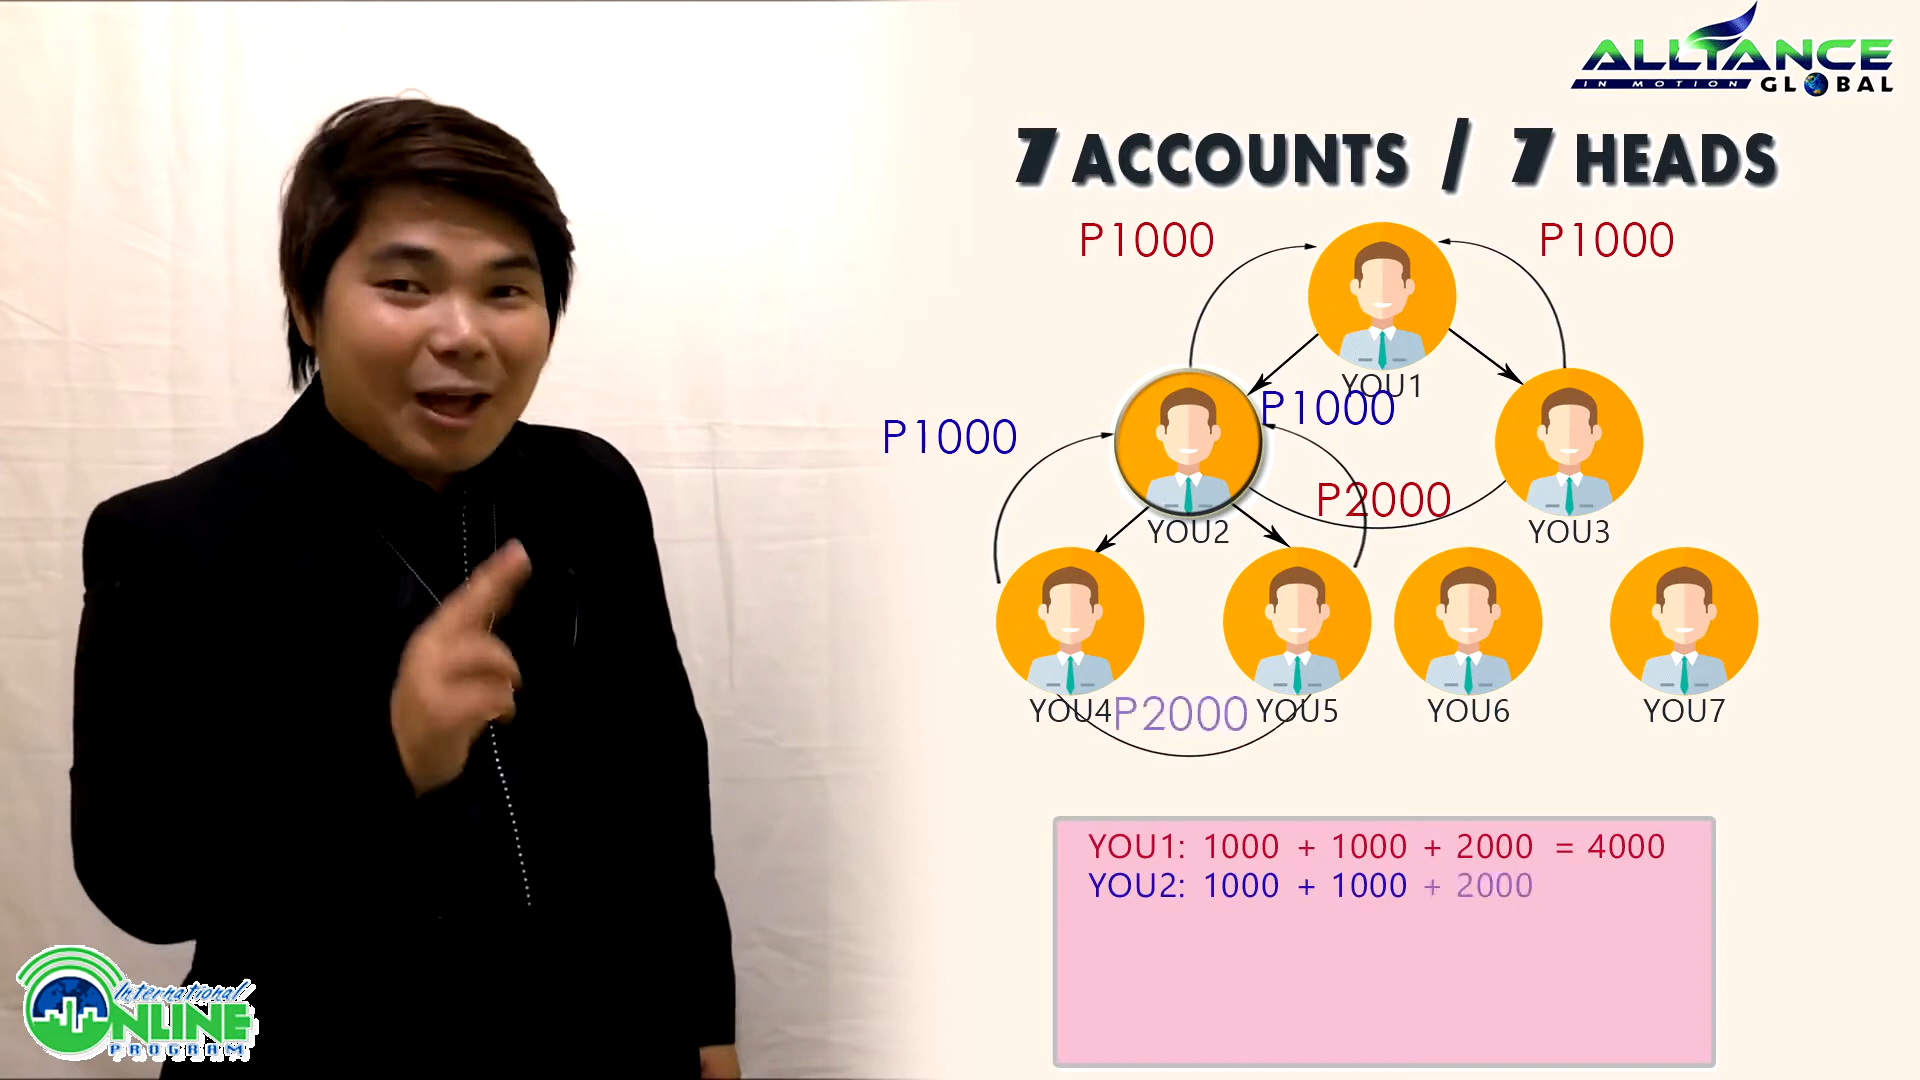 ALLIANCE
IN MOTION GLOBAL
7 ACCOUNTS / 7 HEADS
P1000
P1000
YOU1
P1000
P1000
P2000
YOU2
YOU3
YOU4
P2000
YOU5
YOU6
YOU7
YOU1: 1000 + 1000 + 2000 = 4000
YOU2: 1000 + 1000 + 2000
International
ONLINE
PROGRAM